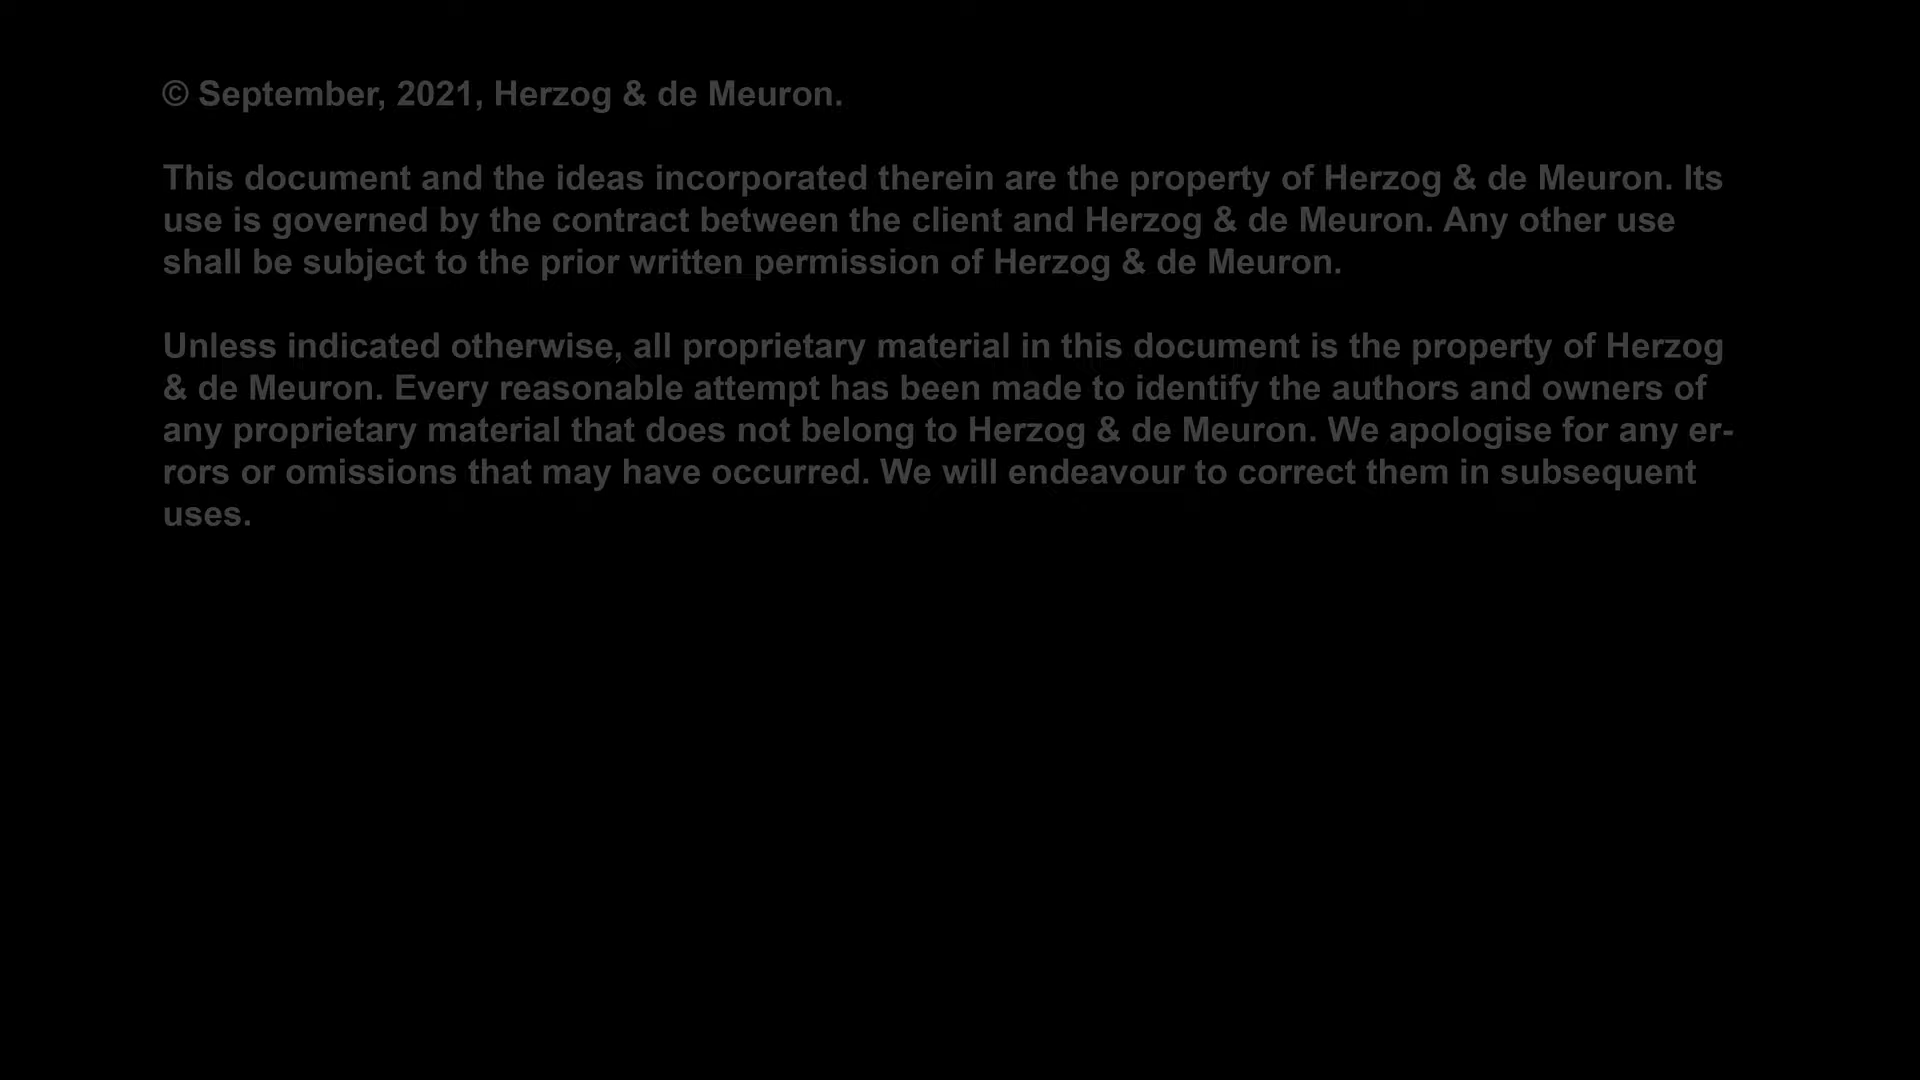 © September, 2021, Herzog & de Meuron.
This document and the ideas incorporated therein are the property of Herzog & de Meuron. Its
use is governed by the contract between the client and Herzog & de Meuron. Any other use
shall be subject to the prior written permission of Herzog & de Meuron.
Unless indicated otherwise, all proprietary material in this document is the property of Herzog
& de Meuron. Every reasonable attempt has been made to identify the authors and owners of
any proprietary material that does not belong to Herzog & de Meuron. We apologise for any er-
rors or omissions that may have occurred. We will endeavour to correct them in subsequent
uses.